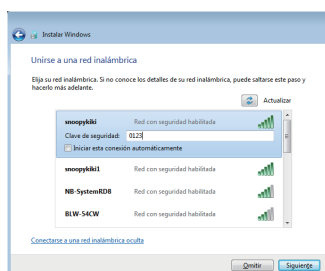 Instalar Windows
Unirse a una red inalámbrica
Elija su red inalámbrica. Si no conoce los detalles de su red inalámbrica, puede saltarse este paso y
hacerlo más adelante.
Actualizar
snoopykiki Red con seguridad habilitada
Clave de seguridad: 0123
Iniciar esta conexión automáticamente
snoopykiki1 Red con seguridad habilitada
NB-SystemRD8 Red con seguridad habilitada
BLW-54CW Red con seguridad habilitada
Conectarse a una red inalámbrica oculta
Omitir Siguiente